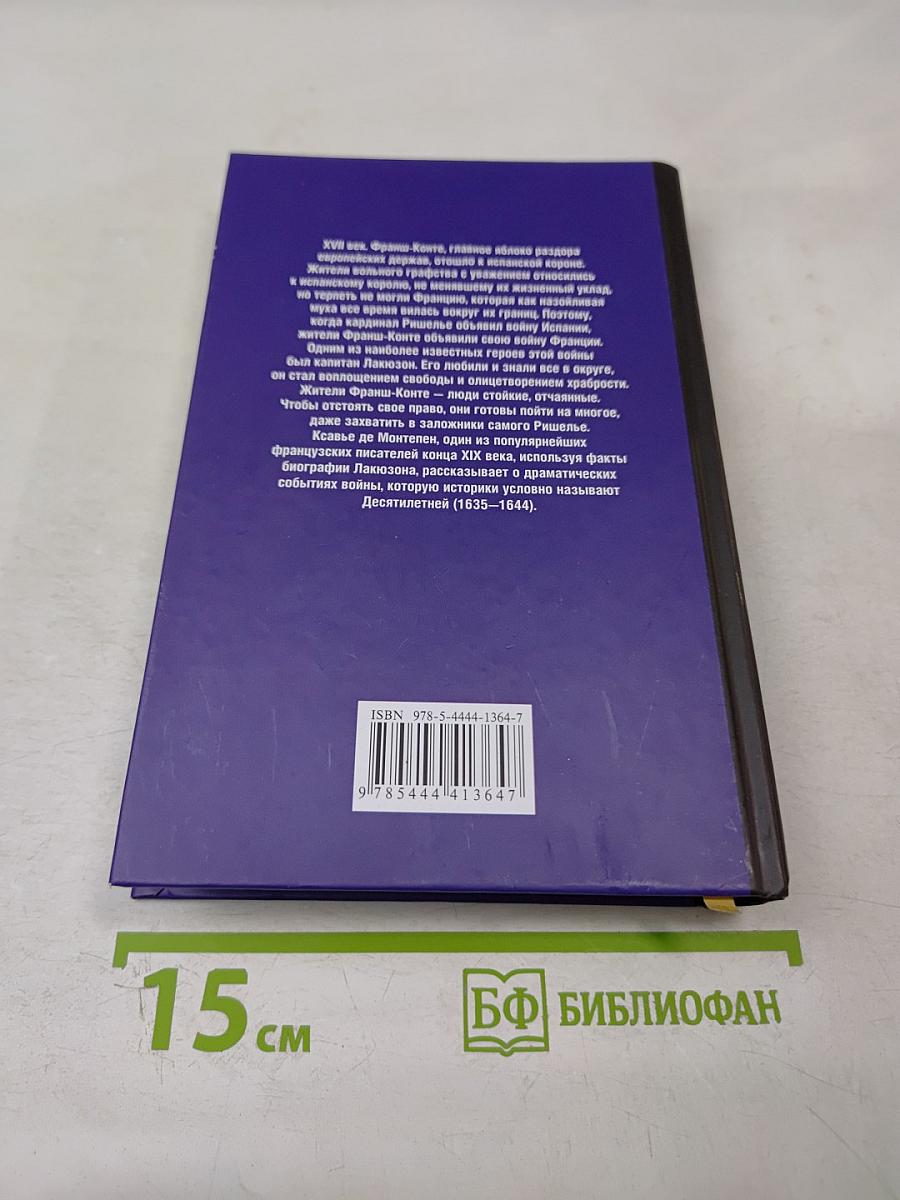 XVII век. Франш-Конте, главное яблоко раздора
европейских держав, отошло к испанской короне.
Жители вольного графства с уважением относились
к испанскому королю, не менявшему их жизненный уклад,
но терпеть не могли Францию, которая как назойливая
муха все время вилась вокруг их границ. Поэтому,
когда кардинал Ришелье объявил войну Испании,
жители Франш-Конте объявили свою войну Франции.
Одним из наиболее известных героев этой войны
был капитан Лакюзон. Его любили и знали все в округе,
он стал воплощением свободы и олицетворением храбрости.
Жители Франш-Конте — люди стойкие, отчаянные.
Чтобы отстоять свое право, они готовы пойти на многое,
даже захватить в заложники самого Ришелье.
Ксавье де Монтепен, один из популярнейших
французских писателей конца XIX века, используя факты
биографии Лакюзона, рассказывает о драматических
событиях войны, которую историки условно называют
Десятилетней (1635—1644).
ISBN 978-5-4444-1364-7
9 785444 413647
15 см
БФ БИБЛИОФАН